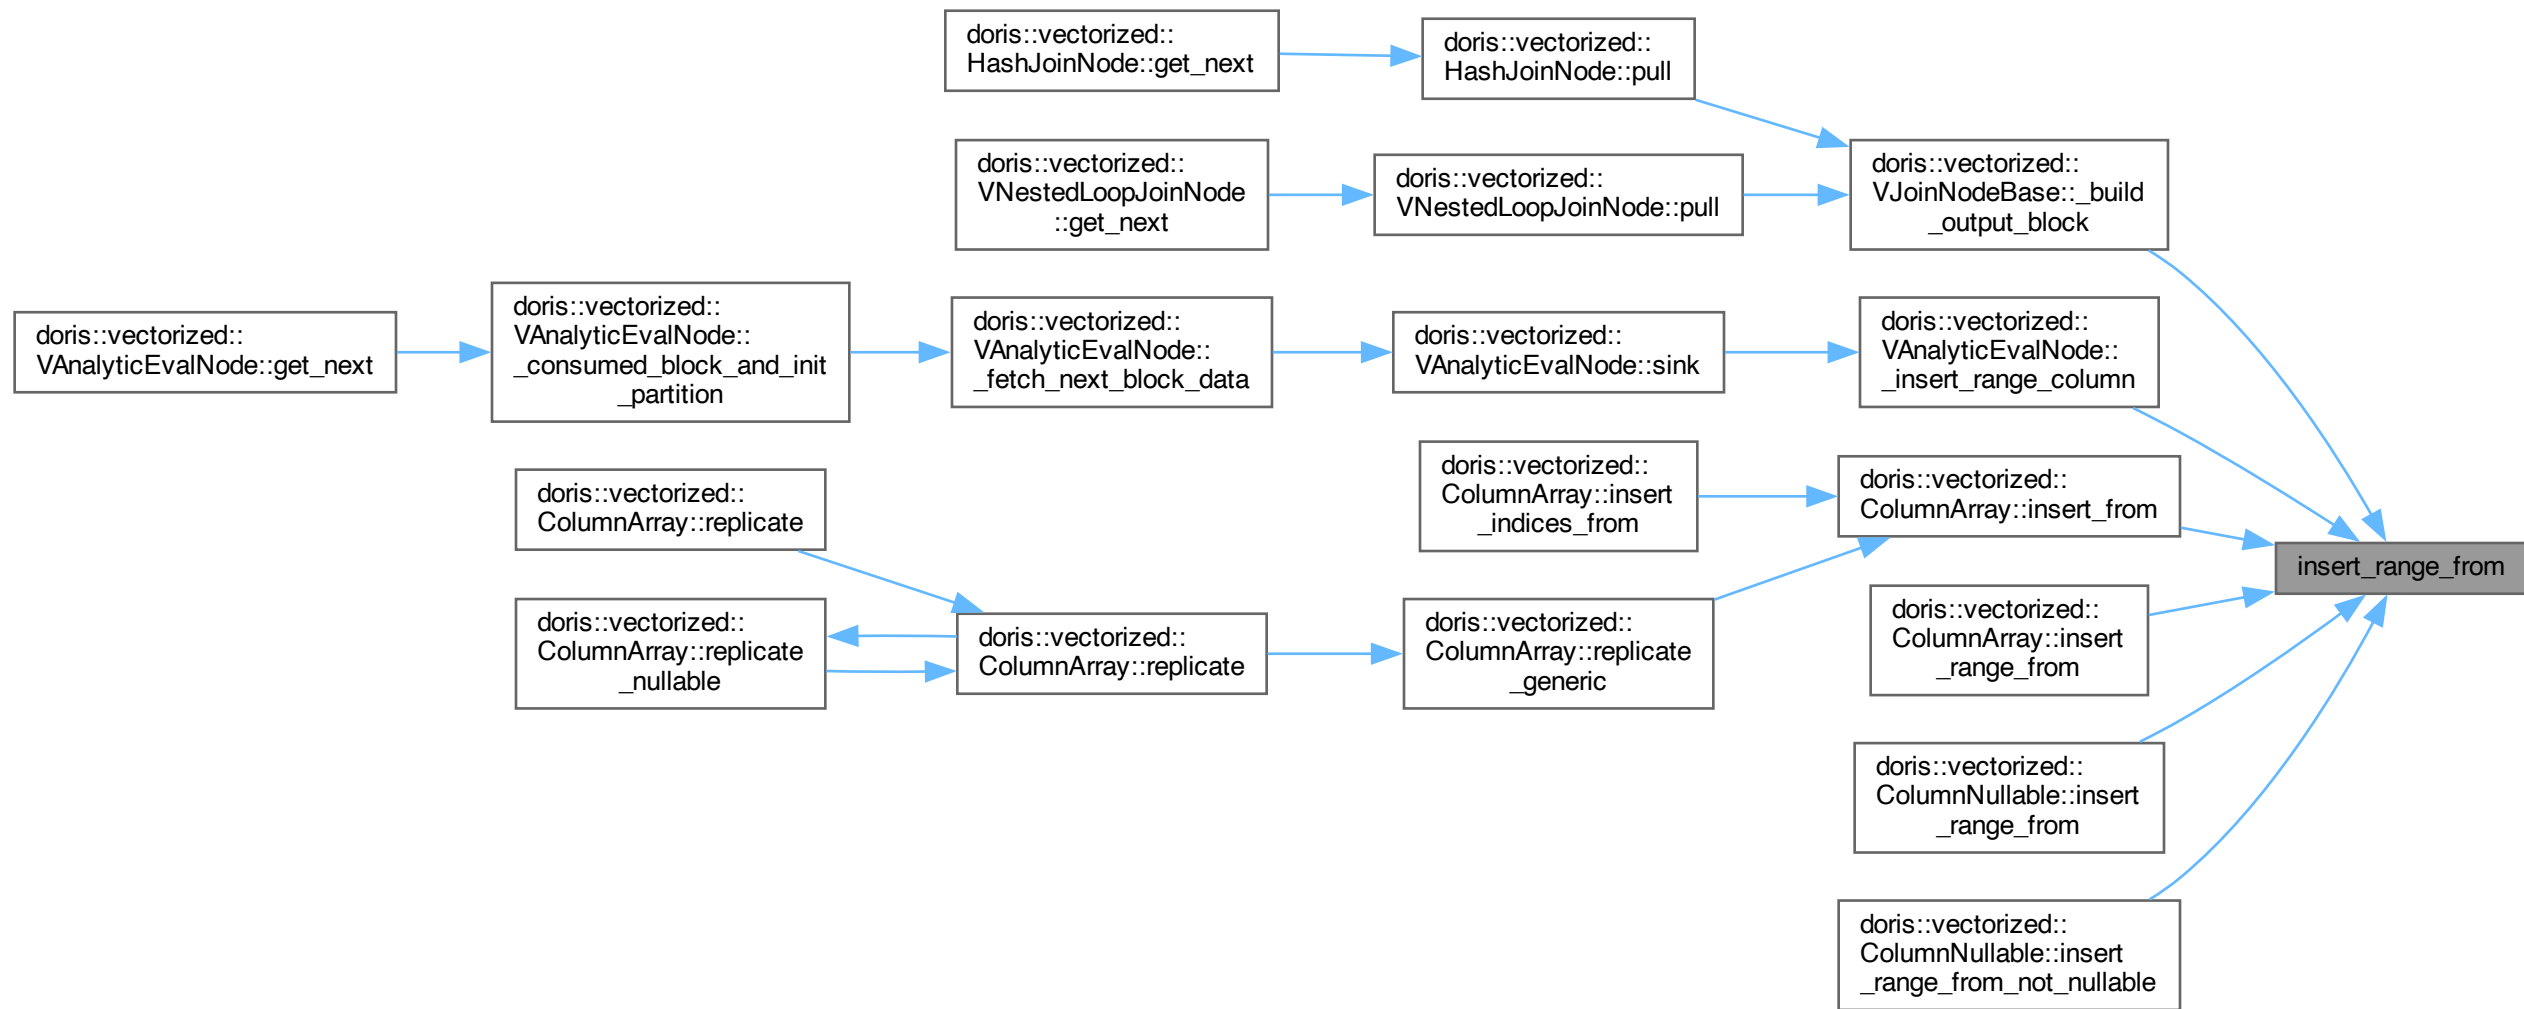 doris::vectorized::
HashJoinNode::get_next
doris::vectorized::
HashJoinNode::pull
doris::vectorized::
VNestedLoopJoinNode
::get_next
doris::vectorized::
VNestedLoopJoinNode::pull
doris::vectorized::
VJoinNodeBase::_build
_output_block
doris::vectorized::
VAnalyticEvalNode::get_next
doris::vectorized::
VAnalyticEvalNode::
_consumed_block_and_init
_partition
doris::vectorized::
VAnalyticEvalNode::
_fetch_next_block_data
doris::vectorized::
VAnalyticEvalNode::sink
doris::vectorized::
VAnalyticEvalNode::
_insert_range_column
doris::vectorized::
ColumnArray::replicate
doris::vectorized::
ColumnArray::insert
_indices_from
doris::vectorized::
ColumnArray::insert_from
insert_range_from
doris::vectorized::
ColumnArray::replicate
_nullable
doris::vectorized::
ColumnArray::replicate
doris::vectorized::
ColumnArray::replicate
_generic
doris::vectorized::
ColumnArray::insert
_range_from
doris::vectorized::
ColumnNullable::insert
_range_from
doris::vectorized::
ColumnNullable::insert
_range_from_not_nullable